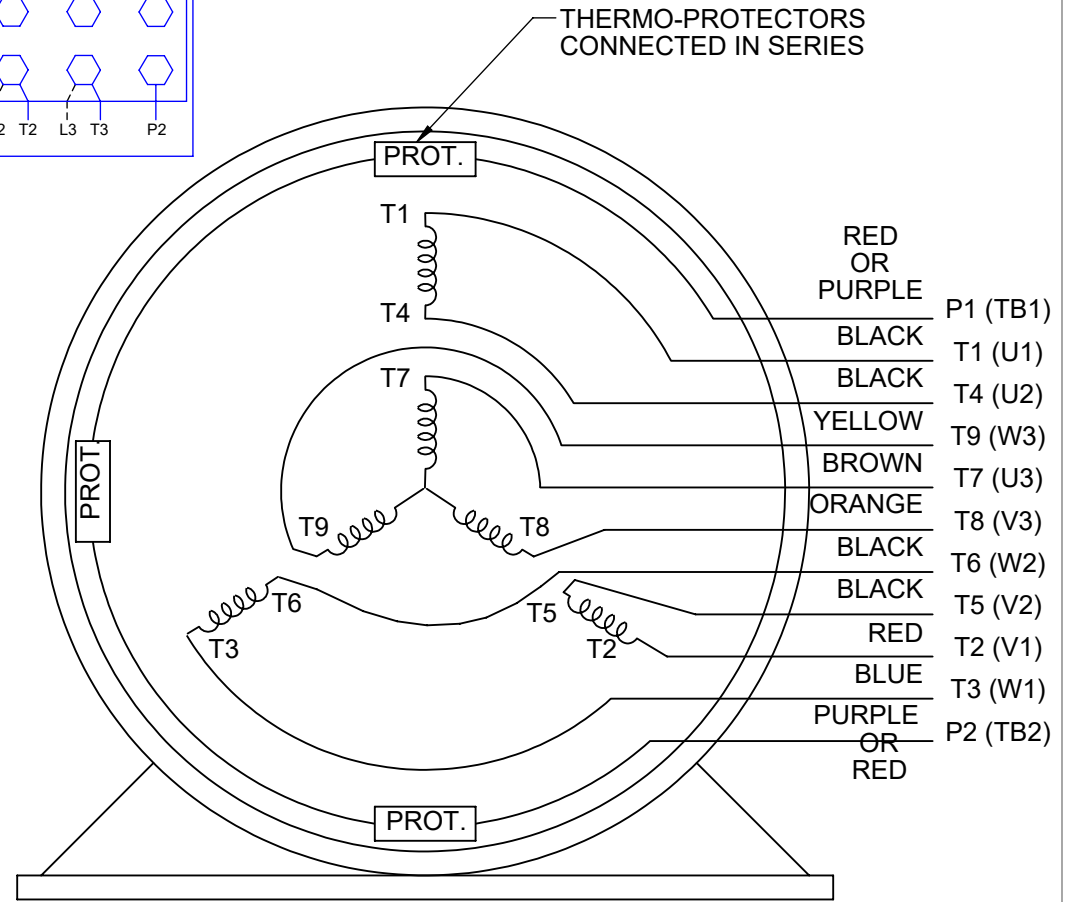 THERMO-PROTECTORS
CONNECTED IN SERIES
T2 L3 T3 P2
PROT.
T1
T4
T7
T9
T8
T6
T5
T3
T2
PROT.
PROT.
RED
OR
PURPLE
P1 (TB1)
BLACK
T1 (U1)
BLACK
T4 (U2)
YELLOW
T9 (W3)
BROWN
T7 (U3)
ORANGE
T8 (V3)
BLACK
T6 (W2)
BLACK
T5 (V2)
RED
T2 (V1)
BLUE
T3 (W1)
PURPLE
OR
RED
P2 (TB2)